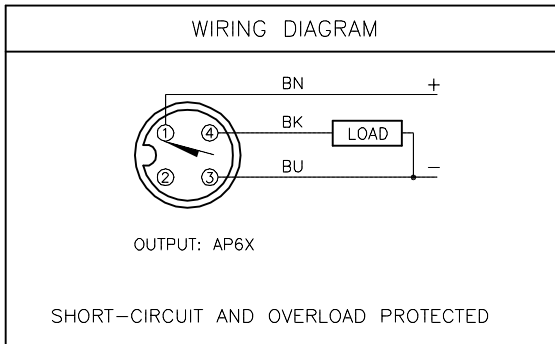 WIRING DIAGRAM
BN
+
1
4
BK
LOAD
BU
−
2
3
OUTPUT: AP6X
SHORT−CIRCUIT AND OVERLOAD PROTECTED